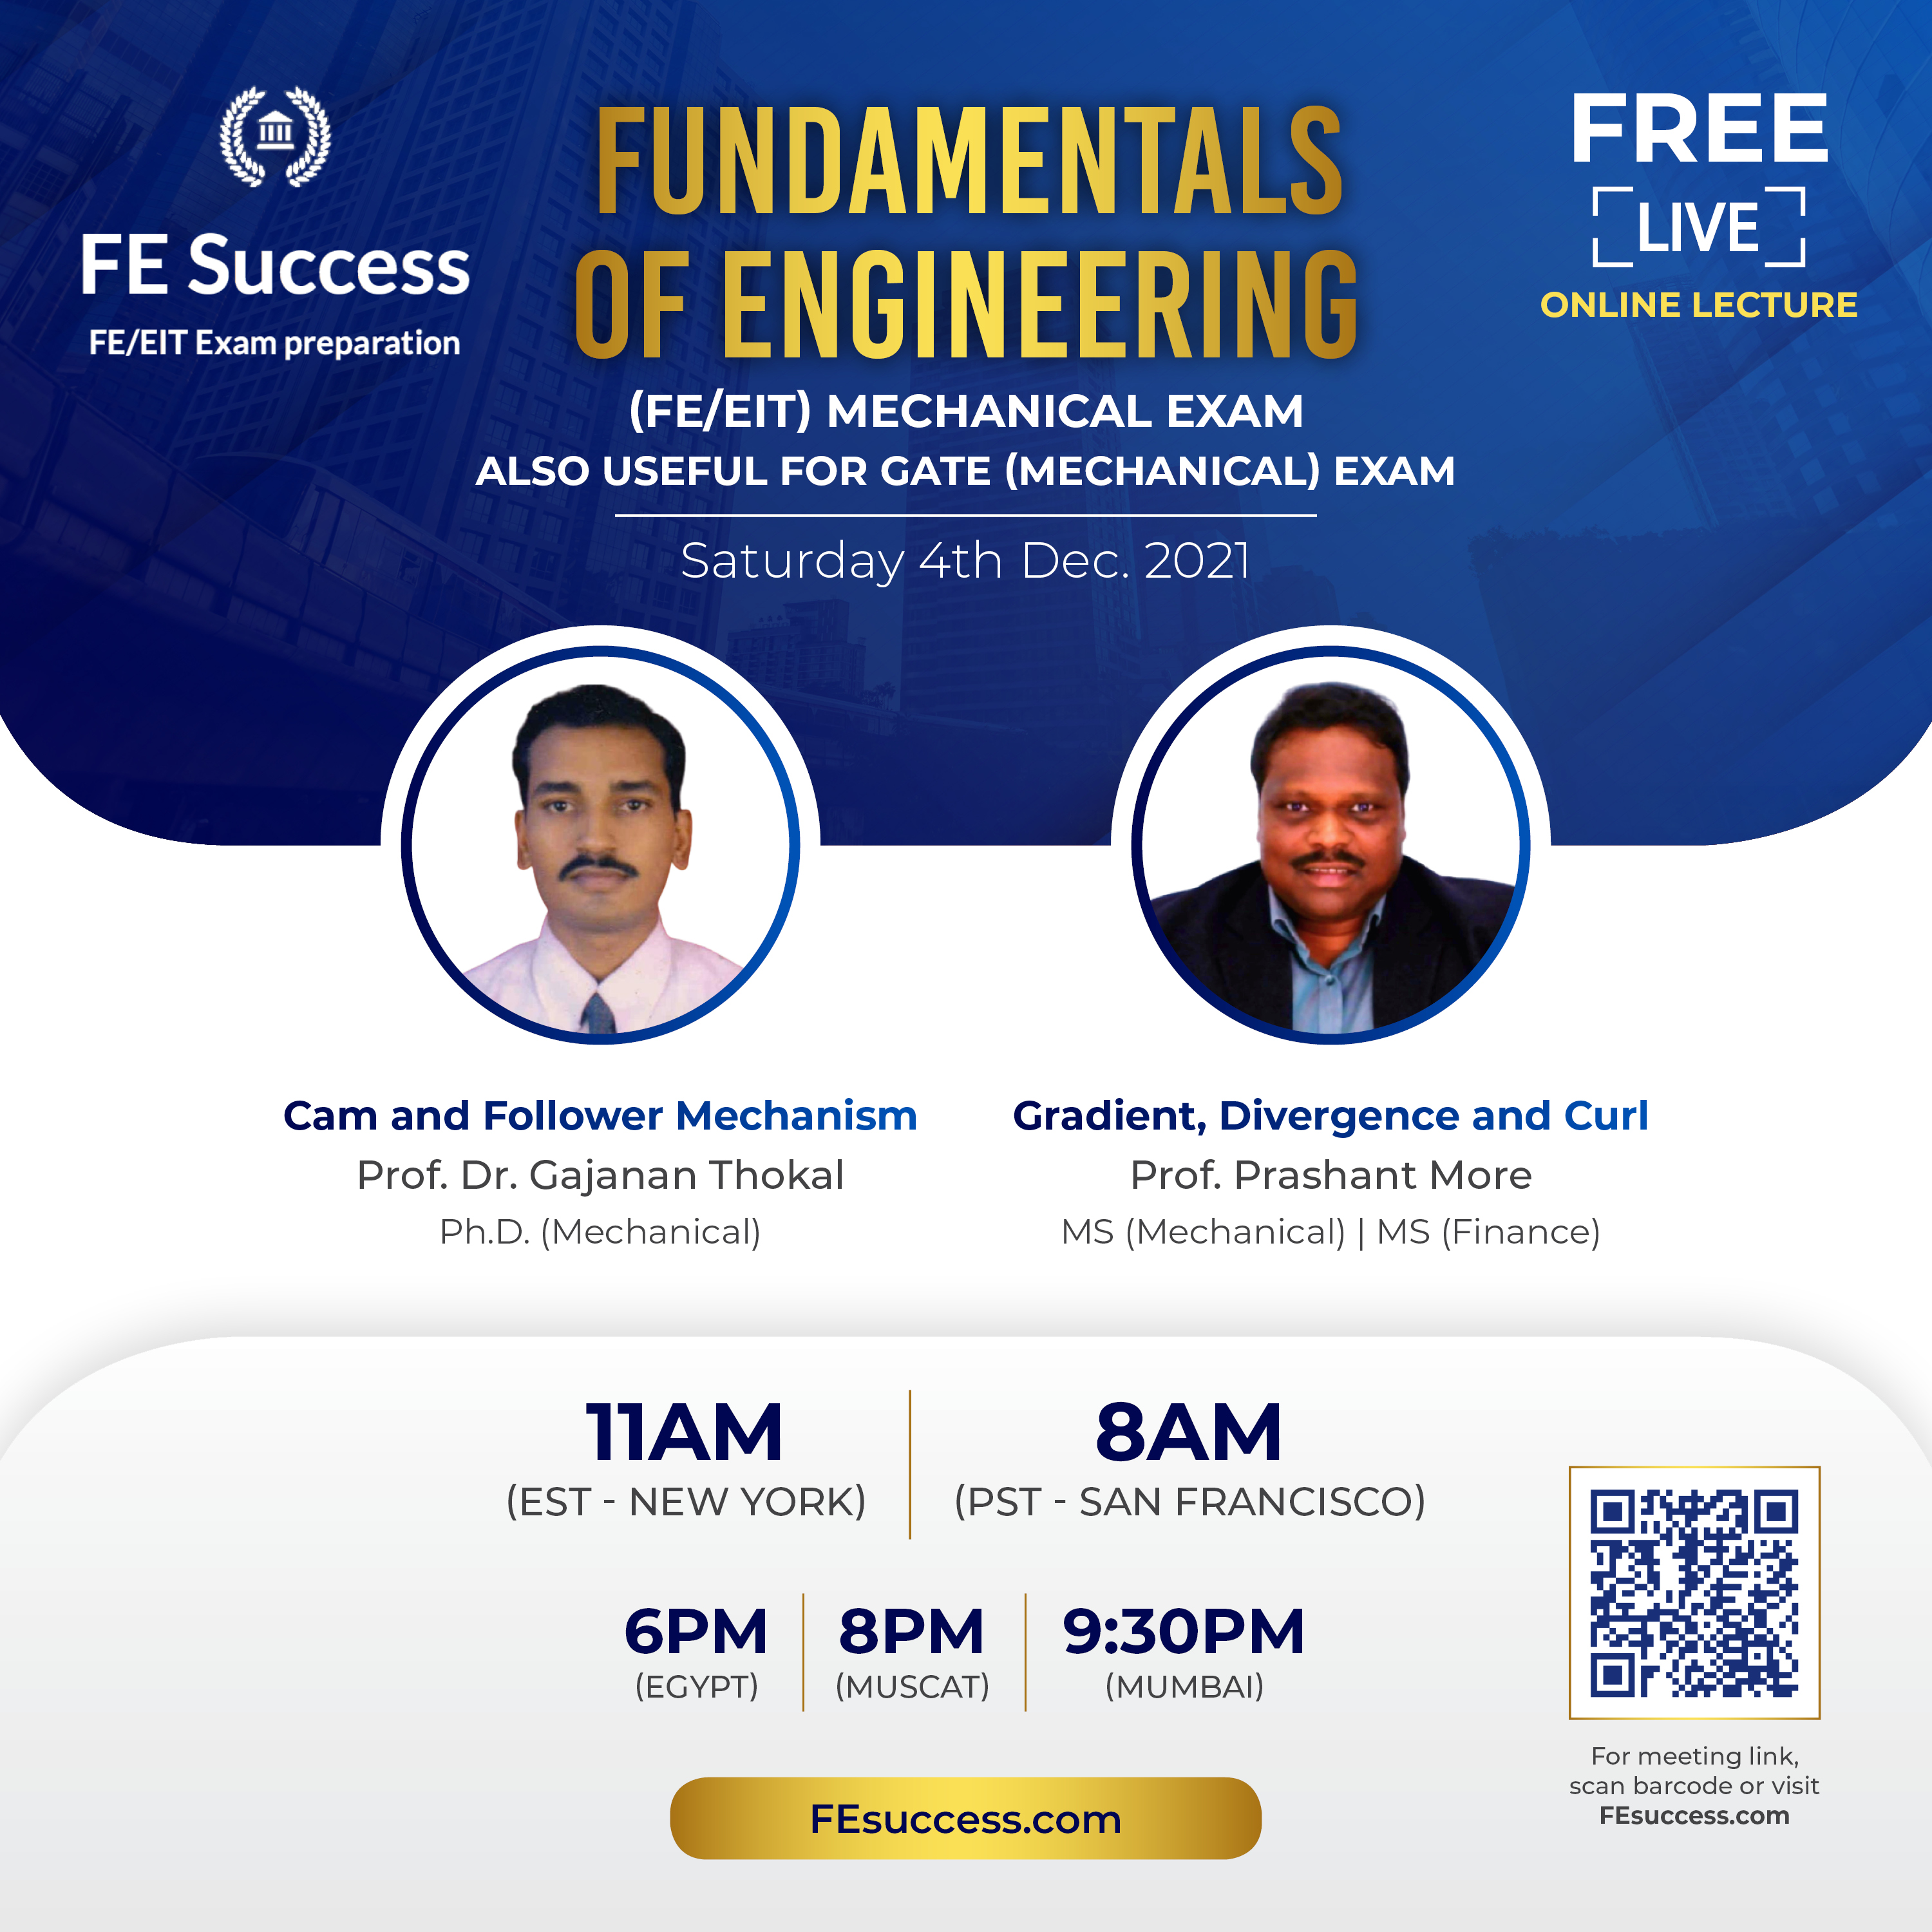 FE Success
FE/EIT Exam preparation
FUNDAMENTALS
OF ENGINEERING
(FE/EIT) MECHANICAL EXAM
ALSO USEFUL FOR GATE (MECHANICAL) EXAM
Saturday 4th Dec. 2021
FREE
LIVE
ONLINE LECTURE
Cam and Follower Mechanism
Prof. Dr. Gajanan Thokal
Ph.D. (Mechanical)
Gradient, Divergence and Curl
Prof. Prashant More
MS (Mechanical) | MS (Finance)
11AM
(EST - NEW YORK)
8AM
(PST - SAN FRANCISCO)
6PM
(EGYPT)
8PM
(MUSCAT)
9:30PM
(MUMBAI)
FEsuccess.com
For meeting link,
scan barcode or visit
FEsuccess.com